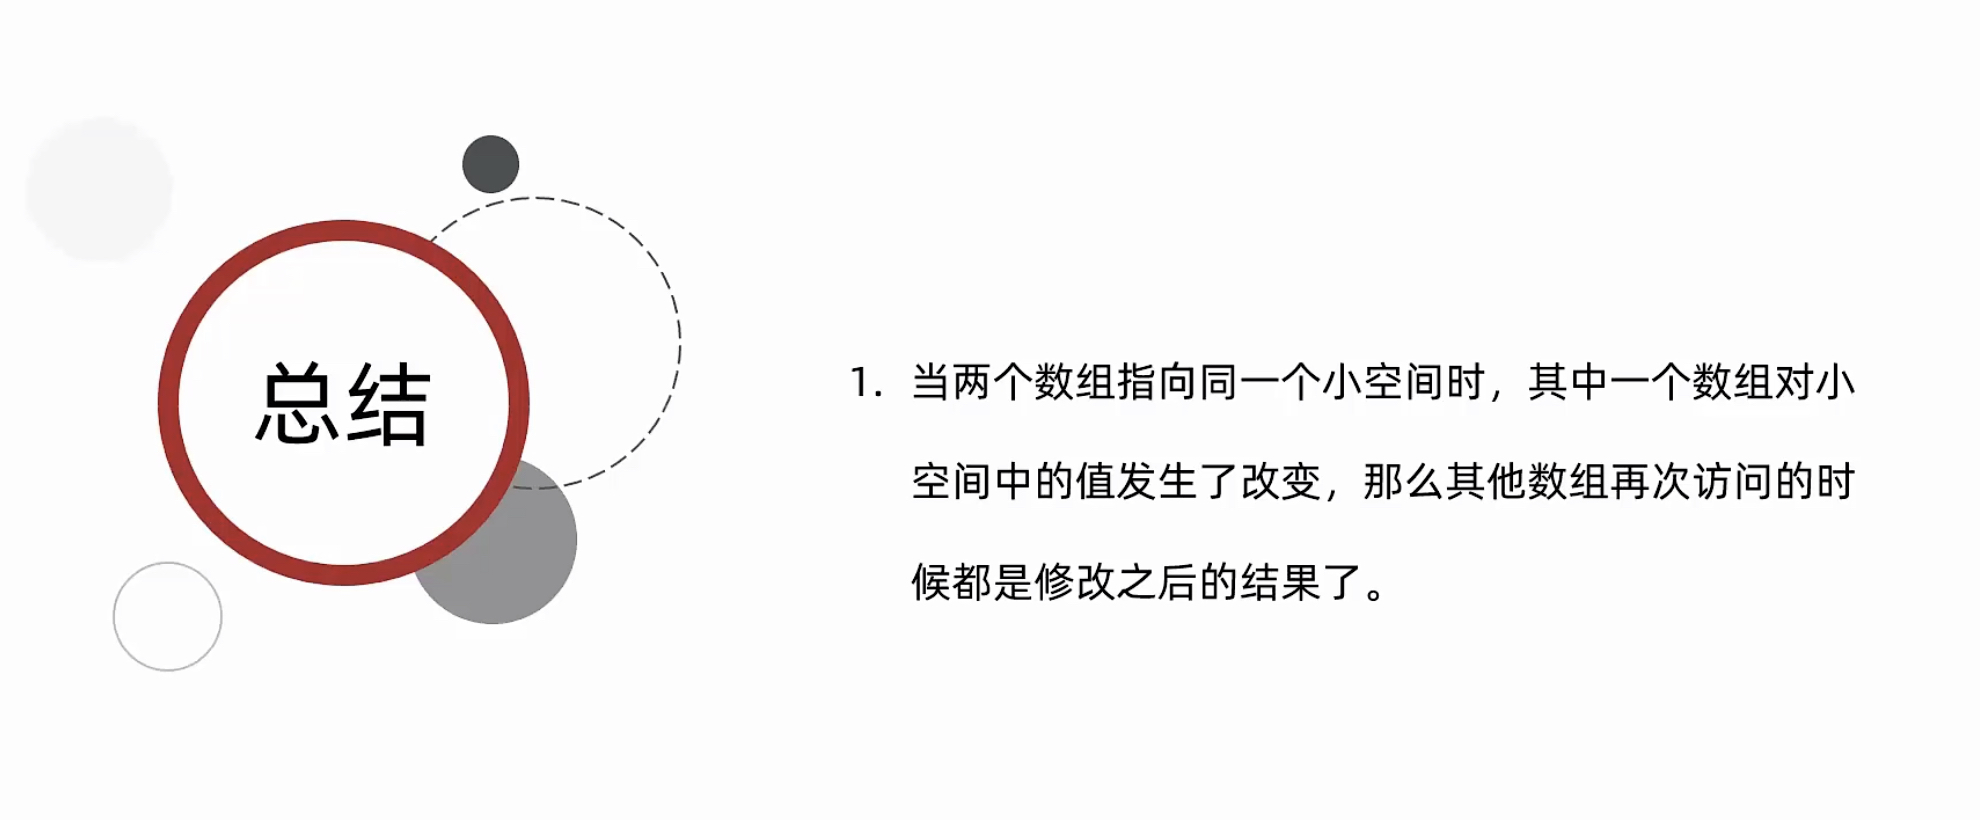 总结
1. 当两个数组指向同一个小空间时，其中一个数组对小
空间中的值发生了改变，那么其他数组再次访问的时
候都是修改之后的结果了。